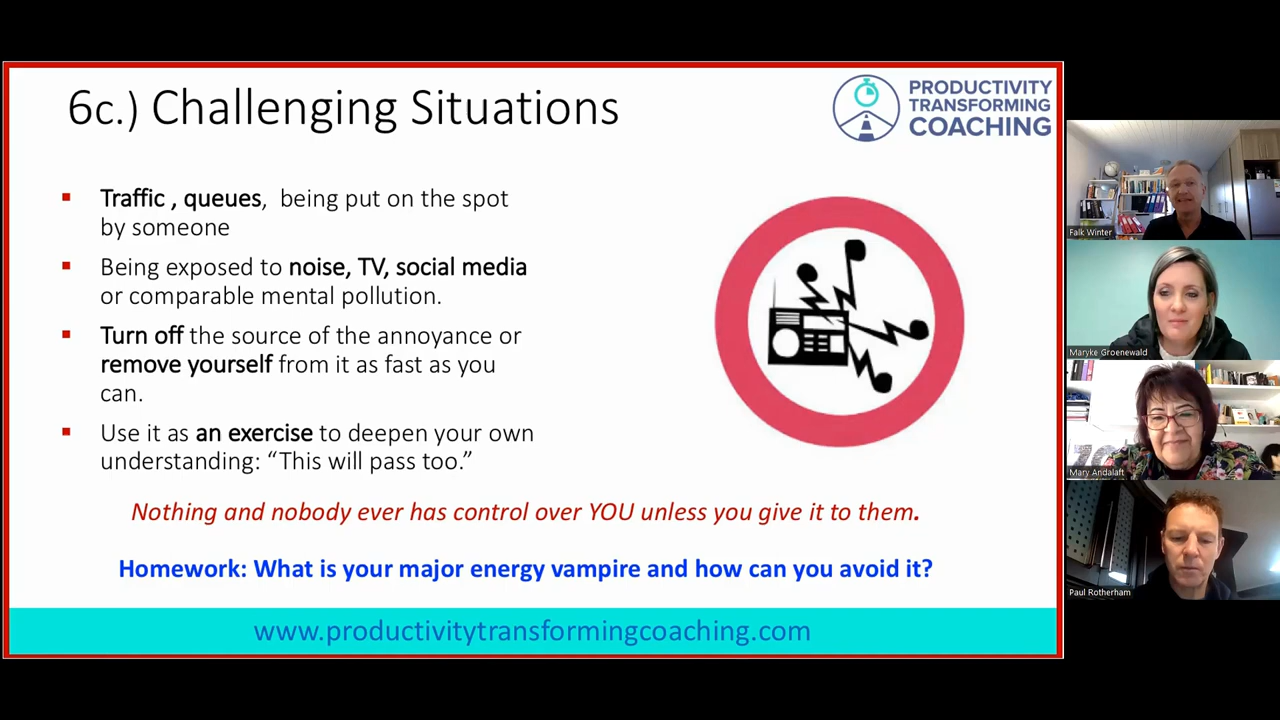 6c.) Challenging Situations
PRODUCTIVITY
TRANSFORMING
COACHING
Traffic , queues, being put on the spot
by someone
Being exposed to noise, TV, social media
or comparable mental pollution.
Turn off the source of the annoyance or
remove yourself from it as fast as you
can.
Use it as an exercise to deepen your own
understanding: “This will pass too.”
Nothing and nobody ever has control over YOU unless you give it to them.
Homework: What is your major energy vampire and how can you avoid it?
www.productivitytransformingcoaching.com
Falk Winter
Maryke Groenewald
Mary Andalaft
Paul Rotherham